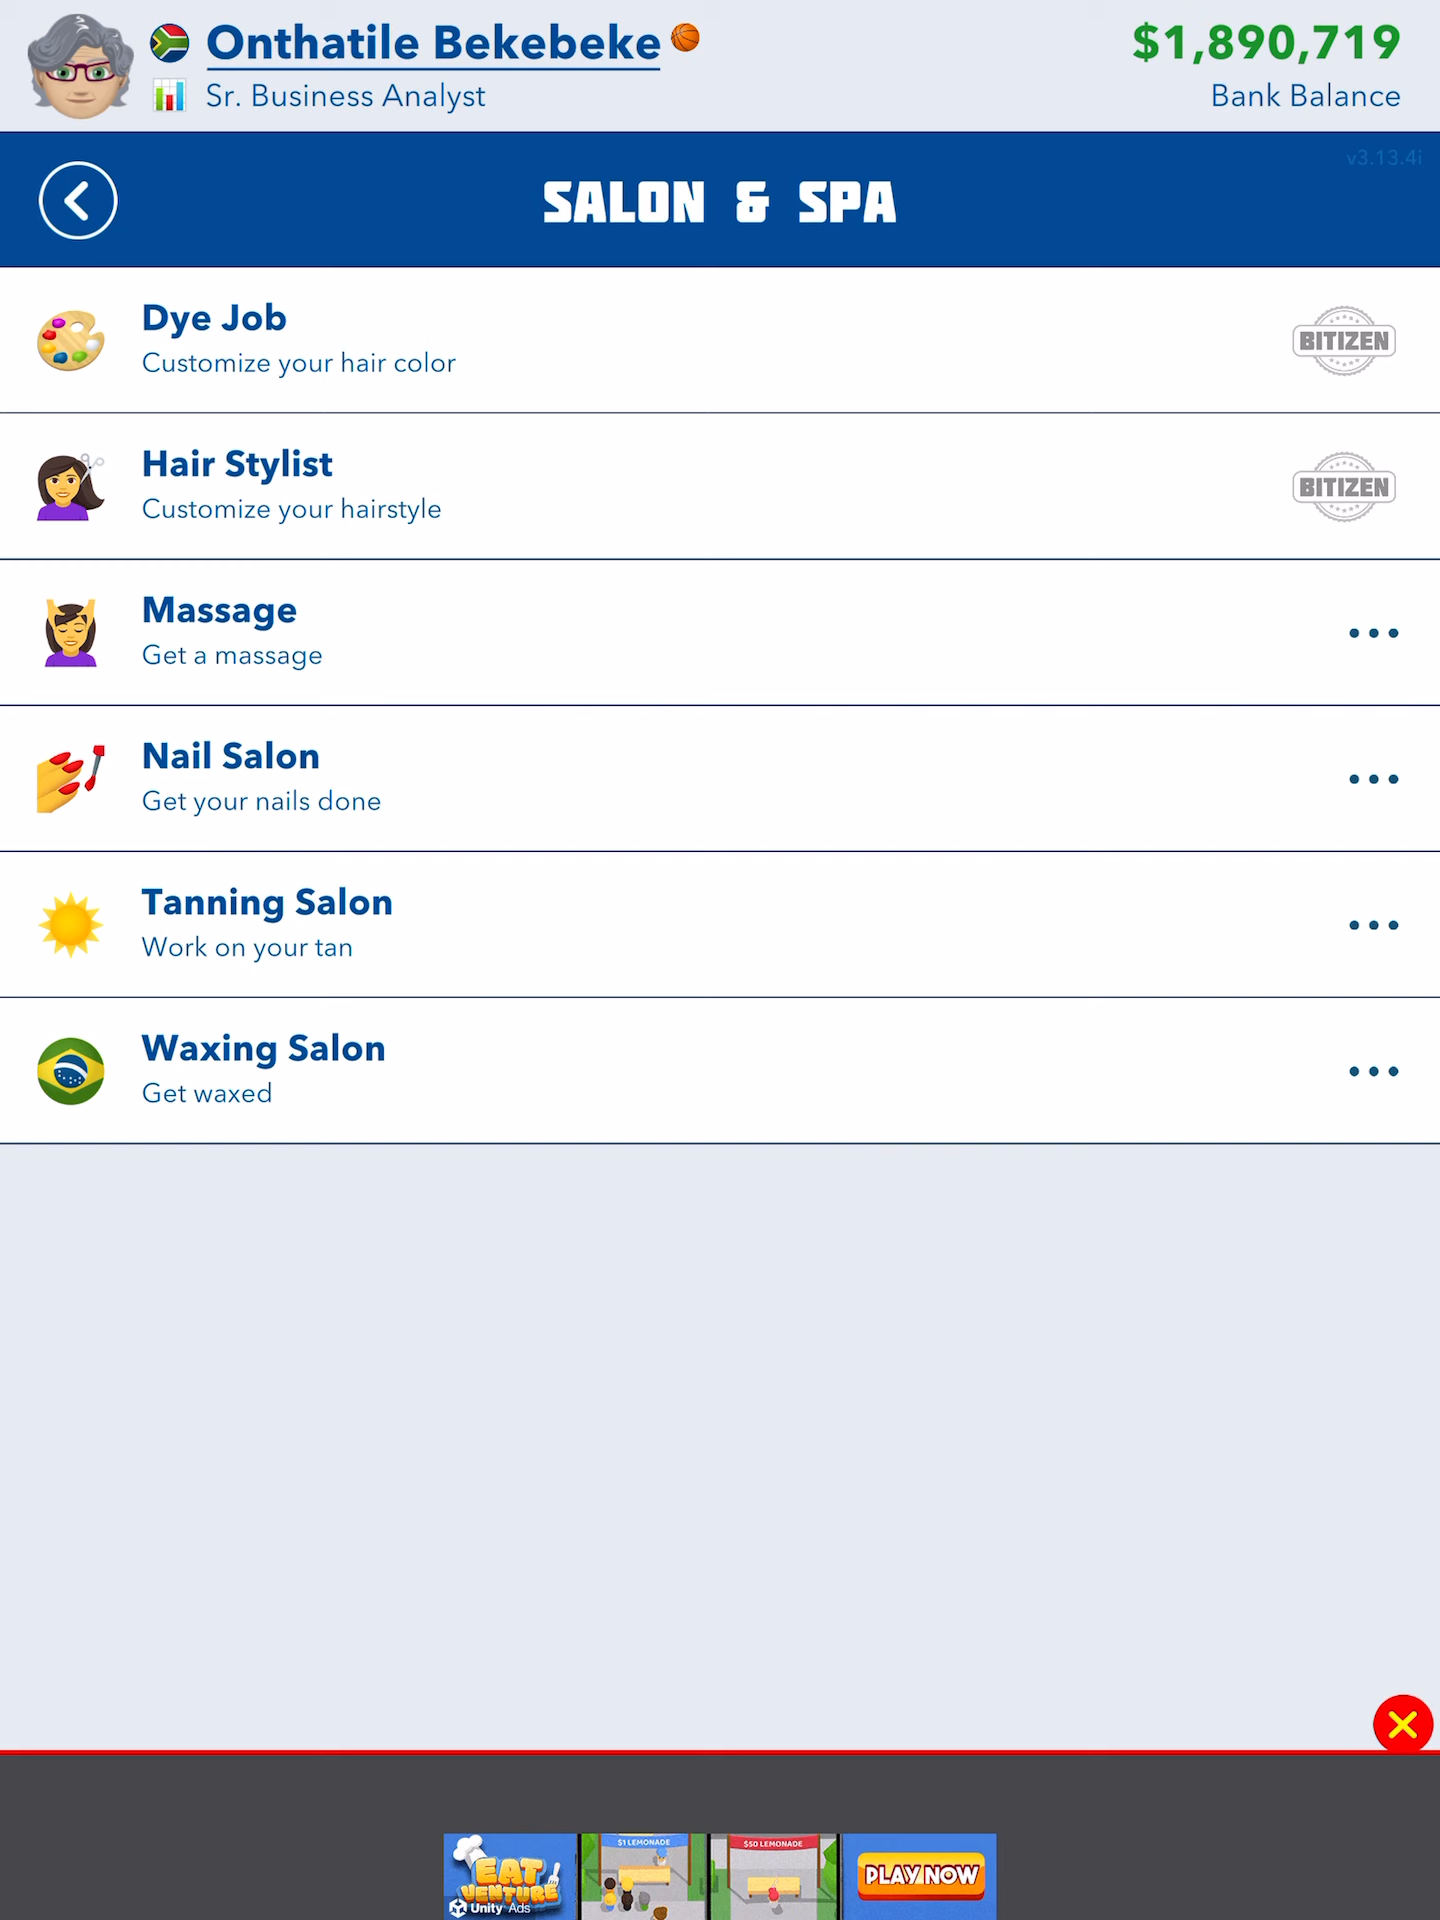 Onthatile Bekebeke
$1,890,719
Sr. Business Analyst
Bank Balance
v3.13.4i
SALON & SPA
Dye Job
Customize your hair color
BITIZEN
Hair Stylist
Customize your hairstyle
BITIZEN
Massage
Get a massage
Nail Salon
Get your nails done
Tanning Salon
Work on your tan
Waxing Salon
Get waxed
EAT
VENTURE
Unity Ads
$1 LEMONADE
$50 LEMONADE
PLAY NOW